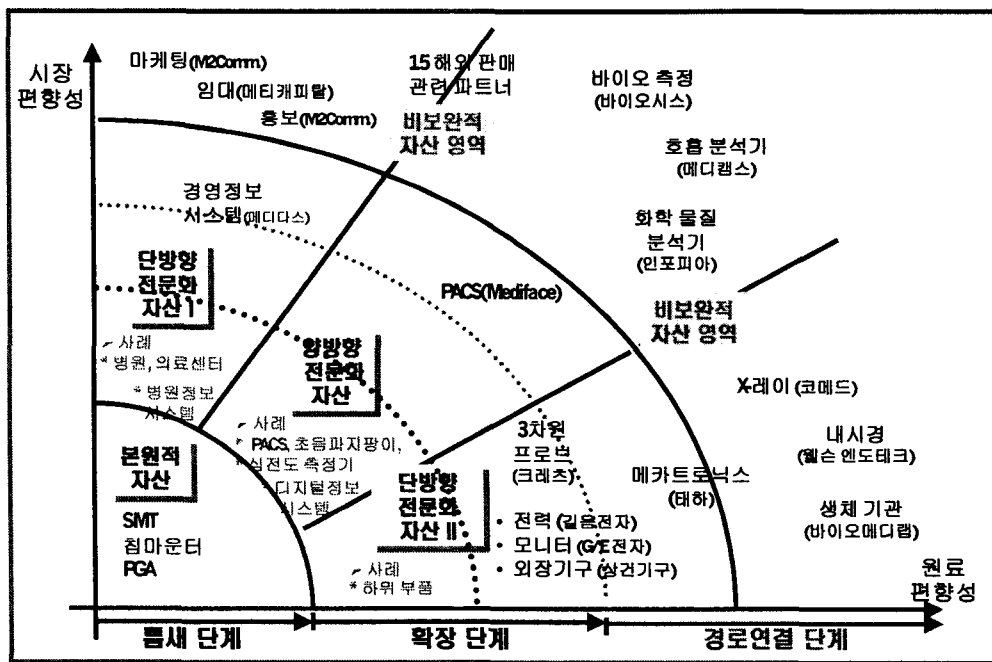 시장
편향성
마케팅(M2Comm.)
임대(메티캐피탈)
홍보(M2Comm.)
15 해외 판매
관련 파트너
비보완적
자산 영역
바이오 측정
(바이오시스)
호흡 분석기
(메디캠스)
화학 물질
분석기
(인포피아)
비보완적
자산 영역
경영정보
서스템(메디다스)
단방향
전문화
자산 I
사례
* 병원, 의료센터
* 병원정보
시스템
PACS(Mediface)
양방향
전문화
자산
사례
* PACS, 초음파지팡이,
* 심전도 측정기
디지털정보
시스템
본원적
자산
SMT
칩마운터
PGA
단방향
전문화
자산 II
사례
* 하위 부품
3차원
프로브
(크레츠)
• 전력 (깊은전자)
• 모니터 (G/E전자)
• 외장기구 (삼건기구)
메카트로닉스
(태하)
X-레이 (코메드)
내시경
(웰슨 엔도테크)
생체 기관
(바이오메디랩)
원료
편향성
틈새 단계
확장 단계
경로연결 단계